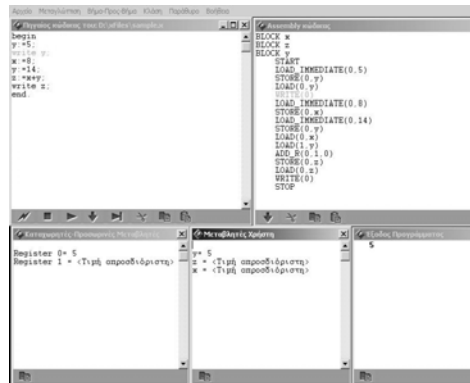 Αρχείο Μεταγλώττιση Βήμα-Προς-Βήμα Κλάση Παράθυρο Βοήθεια
Πηγαίος κώδικας
begin
y:=5;
write y;
x:=8;
y:=14;
z:=x+y;
write z;
end.
Assembly κώδικας
BLOCK x
BLOCK z
BLOCK y
START
LOAD_IMMEDIATE(0,5)
STORE(0,y)
LOAD(0,y)
WRITE(0)
LOAD_IMMEDIATE(0,8)
STORE(0,x)
LOAD_IMMEDIATE(0,14)
STORE(0,y)
LOAD(0,x)
LOAD(1,y)
ADD_R(0,1,0)
STORE(0,z)
LOAD(0,z)
WRITE(0)
STOP
Καταχωρητές-Προσωρινές Μεταβλητές
Register 0= 5
Register 1 = <Τιμή απροσδιόριστη>
Μεταβλητές Χρήστη
y= 5
z = <Τιμή απροσδιόριστη>
x = <Τιμή απροσδιόριστη>
Έξοδος Προγράμματος
5